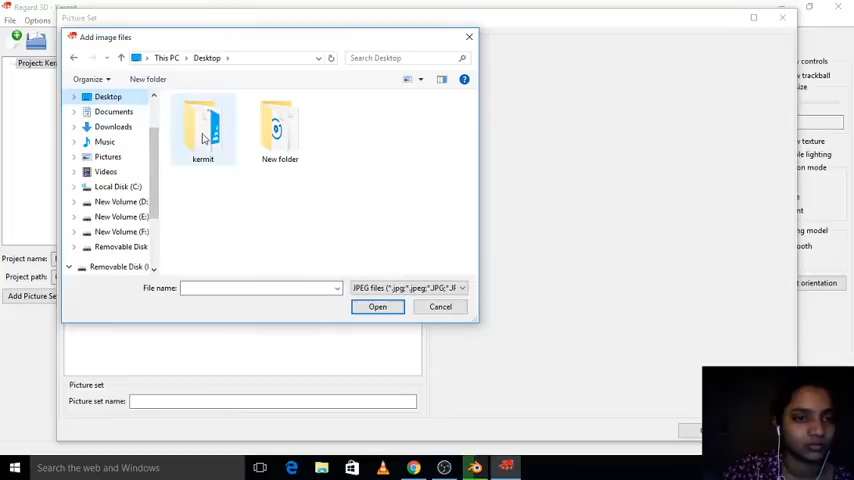 Regard 3D - Kermit
File Options
Picture Set
Add image files
This PC > Desktop >
Search Desktop
Organize
New folder
Desktop
Documents
Downloads
Music
Pictures
Videos
Local Disk (C:)
New Volume (D:
New Volume (E:)
New Volume (F:)
Removable Disk
Removable Disk (
kermit
New folder
File name:
JPEG files (*.jpg;*.jpeg;*.JPG;*.JF
Open
Cancel
Project: Ker
Project name:
Project path:
Add Picture Se
Picture set
Picture set name:
w controls
w trackball
Size
w texture
le lighting
on mode
ng model
ooth
t orientation
Search the web and Windows